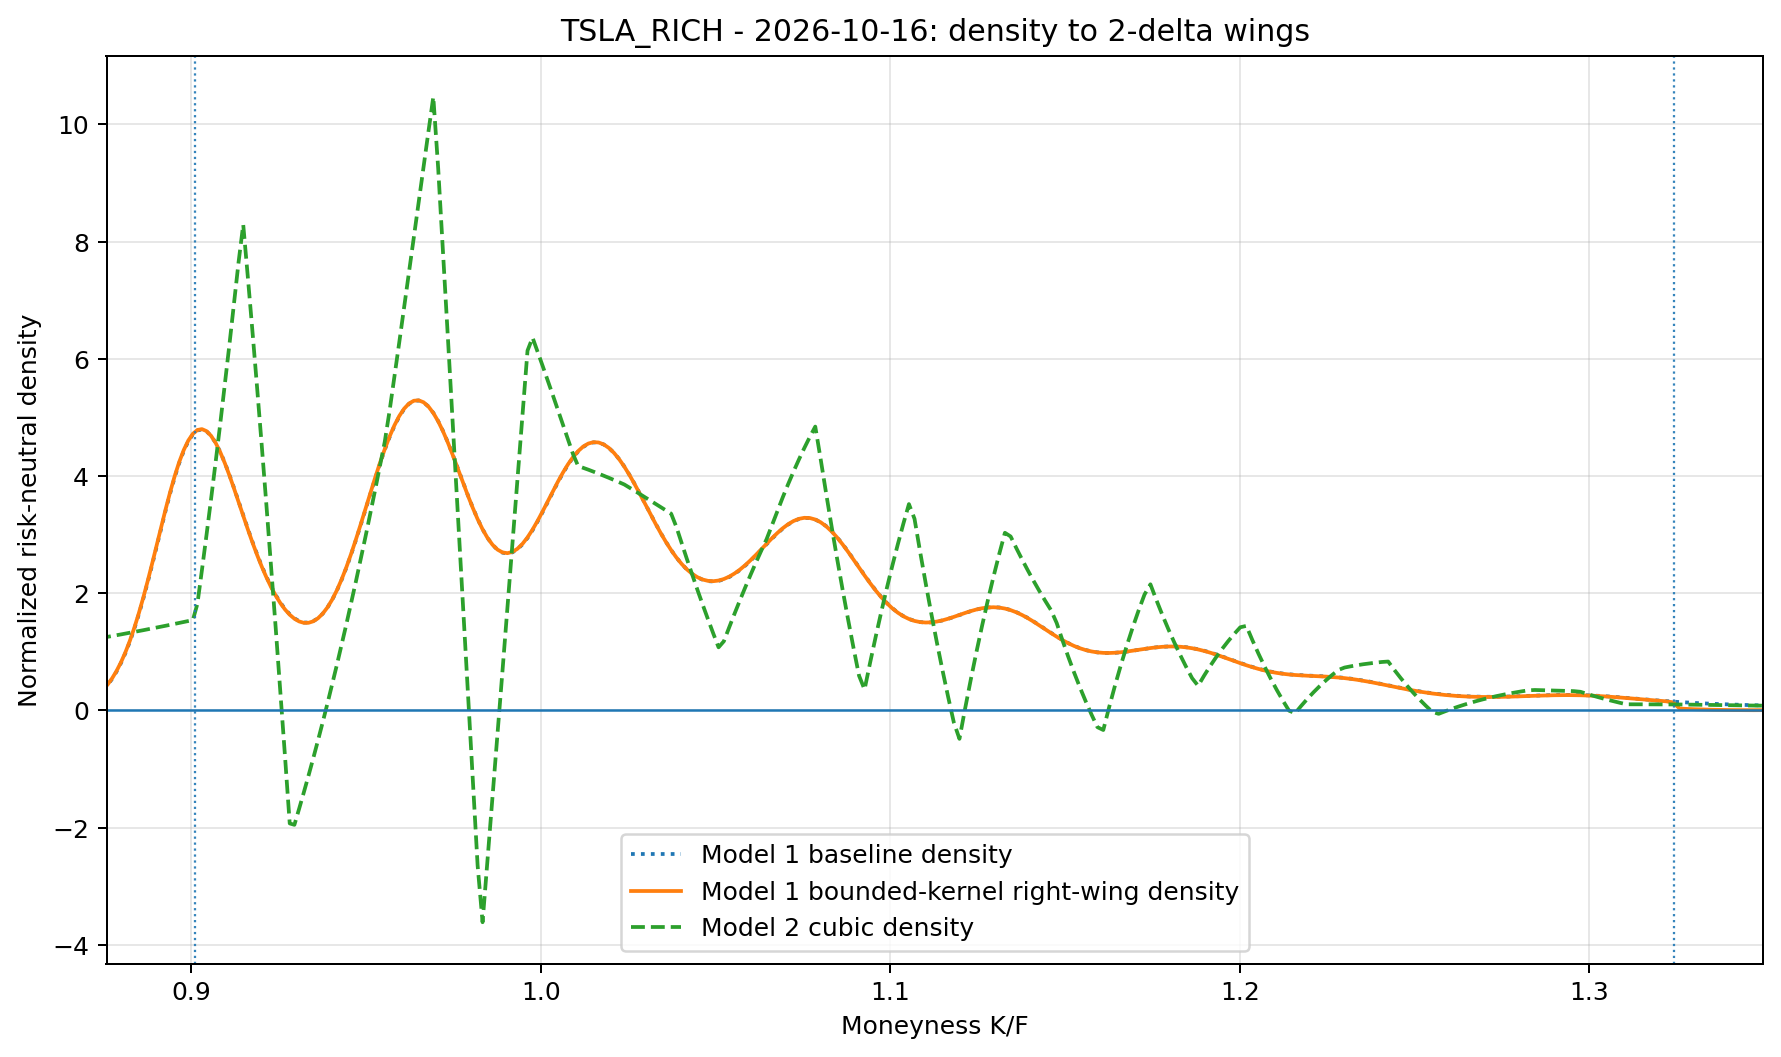 TSLA_RICH - 2026-10-16: density to 2-delta wings
Normalized risk-neutral density
10
8
6
4
2
0
−2
−4
Model 1 baseline density
Model 1 bounded-kernel right-wing density
Model 2 cubic density
0.9 1.0 1.1 1.2 1.3
Moneyness K/F